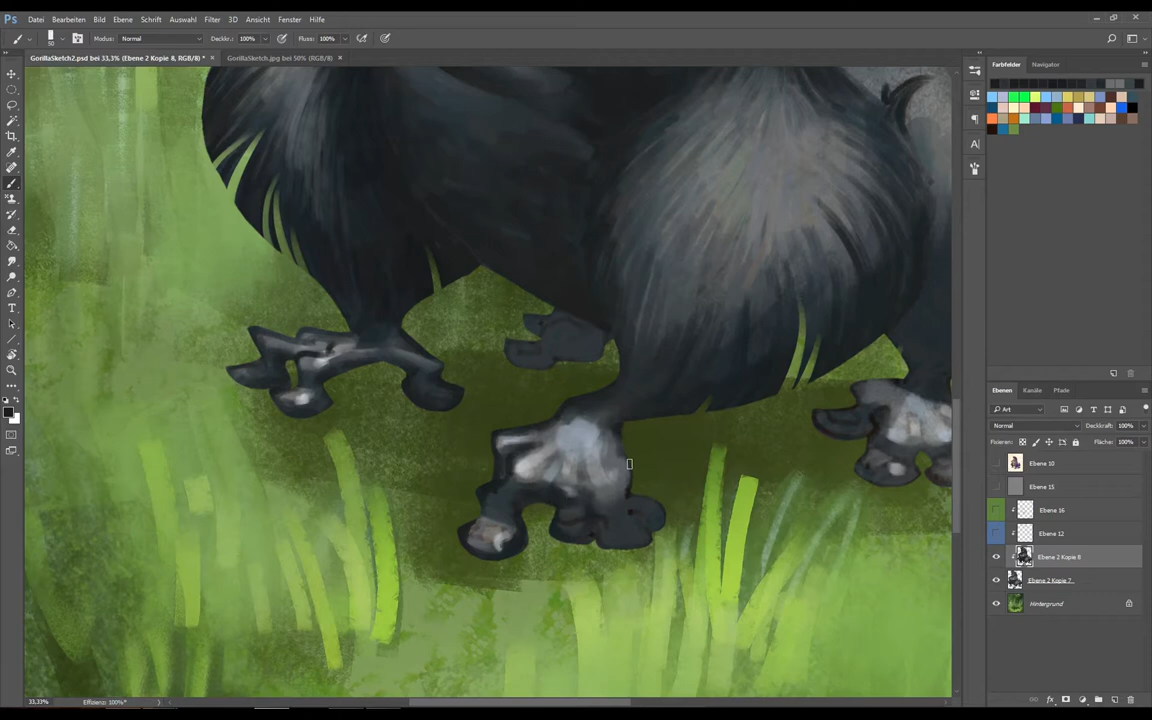 Ps Datei Bearbeiten Bild Ebene Schrift Auswahl Filter 3D Ansicht Fenster Hilfe
50 Modus: Normal Deckkr.: 100% Fluss: 100%
GorillaSketch2.psd bei 33,3% (Ebene 2 Kopie 8, RGB/8) * × GorillaSketch.jpg bei 50% (RGB/8) ×
Farbfelder Navigator
Ebenen Kanäle Pfade
Art
Normal Deckkraft: 100%
Fixieren: Fläche: 100%
Ebene 10
Ebene 15
Ebene 16
Ebene 12
Ebene 2 Kopie 8
Ebene 2 Kopie 7
Hintergrund
33,33% Effizienz: 100%*